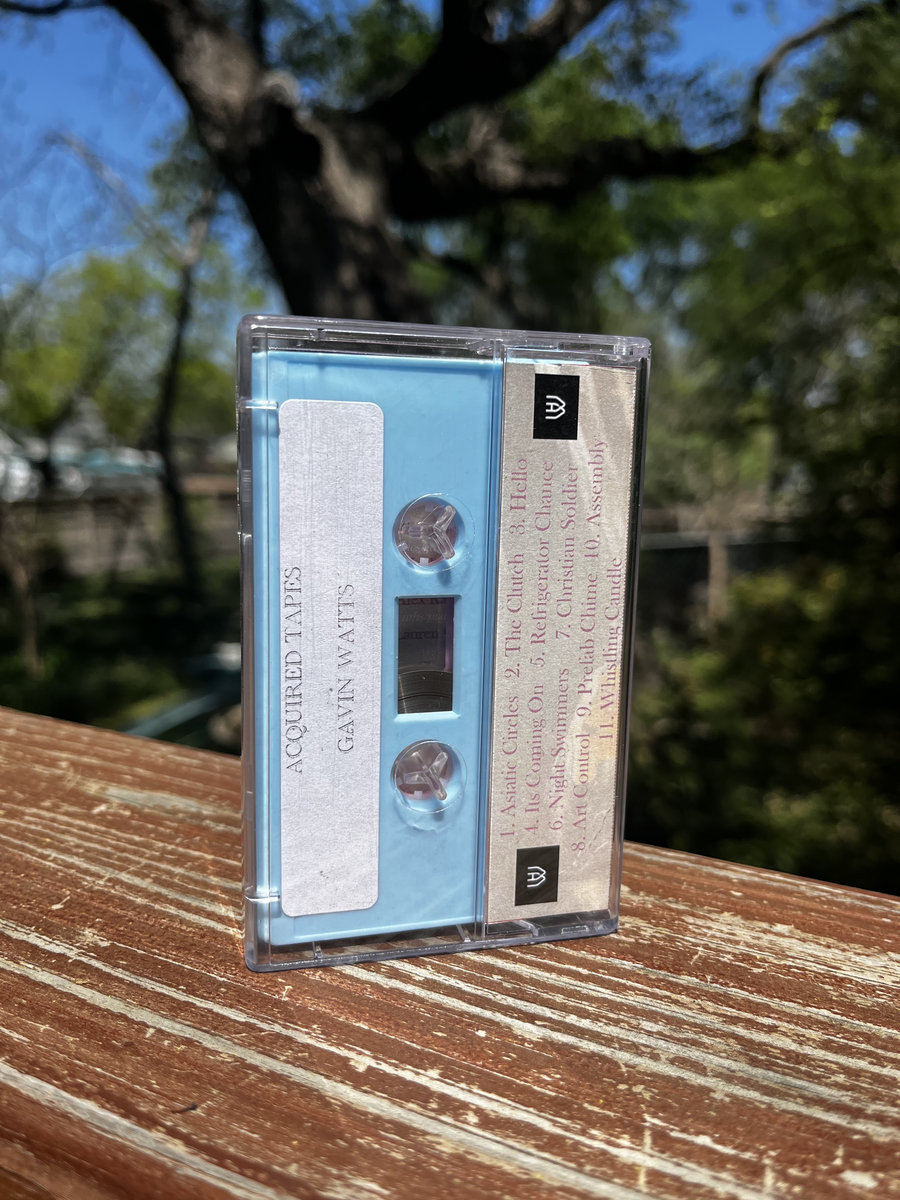 ACQUIRED TAPES
GAVIN WATTS
1. Asiatic Circles 2. The Clutch 3. Hello
4. Its Coming On 5. Refrigerator Chance
6. Night Swimmers 7. Christian Soldier
8. Art Control 9. Prefab Chime 10. Assembly
11. Whistling Candle